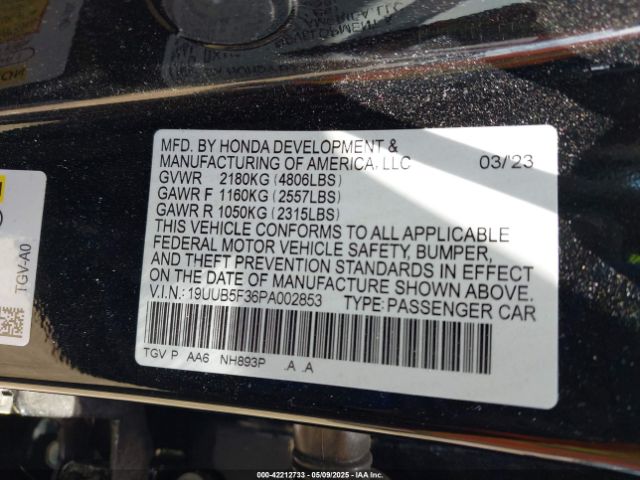 MFD. BY HONDA DEVELOPMENT &
MANUFACTURING OF AMERICA, LLC 03/'23
GVWR 2180KG (4806LBS)
GAWR F 1160KG (2557LBS)
GAWR R 1050KG (2315LBS)
THIS VEHICLE CONFORMS TO ALL APPLICABLE
FEDERAL MOTOR VEHICLE SAFETY, BUMPER,
AND THEFT PREVENTION STANDARDS IN EFFECT
ON THE DATE OF MANUFACTURE SHOWN ABOVE.
V.I.N.: 19UUB5F36PA002853 TYPE: PASSENGER CAR
TGV P AA6 NH893P .A .A
TGV-A0
000-42212733 - 05/09/2025 - COPART